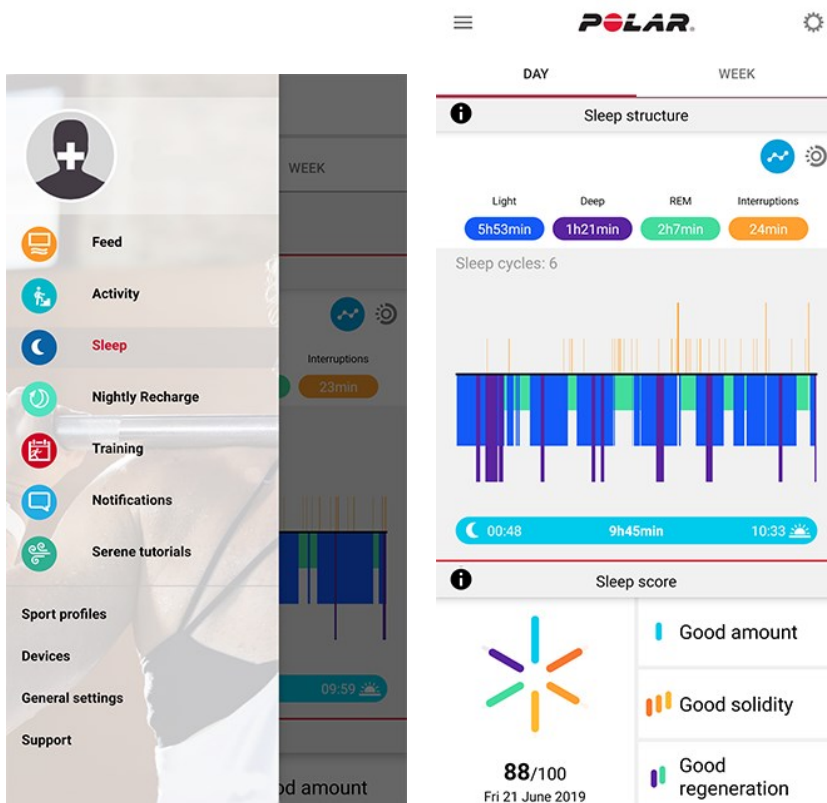 WEEK
Feed
Activity
Sleep
Interruptions
Nightly Recharge
23min
Training
Notifications
Serene tutorials
Sport profiles
Devices
General settings
09:59
Support
od amount
POLAR.
DAY
WEEK
Sleep structure
Light Deep REM Interruptions
5h53min 1h21min 2h7min 24min
Sleep cycles: 6
00:48 9h45min 10:33
Sleep score
Good amount
Good solidity
88/100
Fri 21 June 2019
Good
regeneration